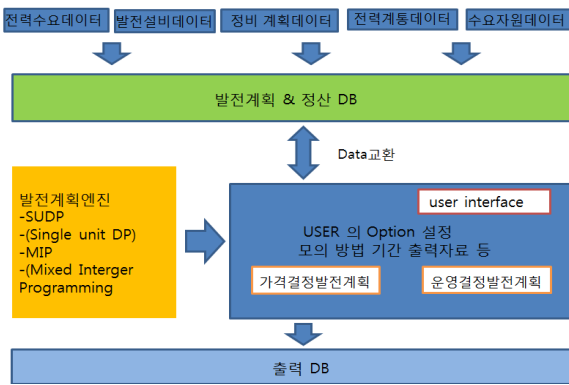 전력수요데이터
발전설비데이터
정비 계획데이터
전력계통데이터
수요자원데이터
발전계획 & 정산 DB
Data교환
발전계획엔진
-SUDP
-(Single unit DP)
-MIP
-(Mixed Interger
Programming
user interface
USER 의 Option 설정
모의 방법 기간 출력자료 등
가격결정발전계획
운영결정발전계획
출력 DB